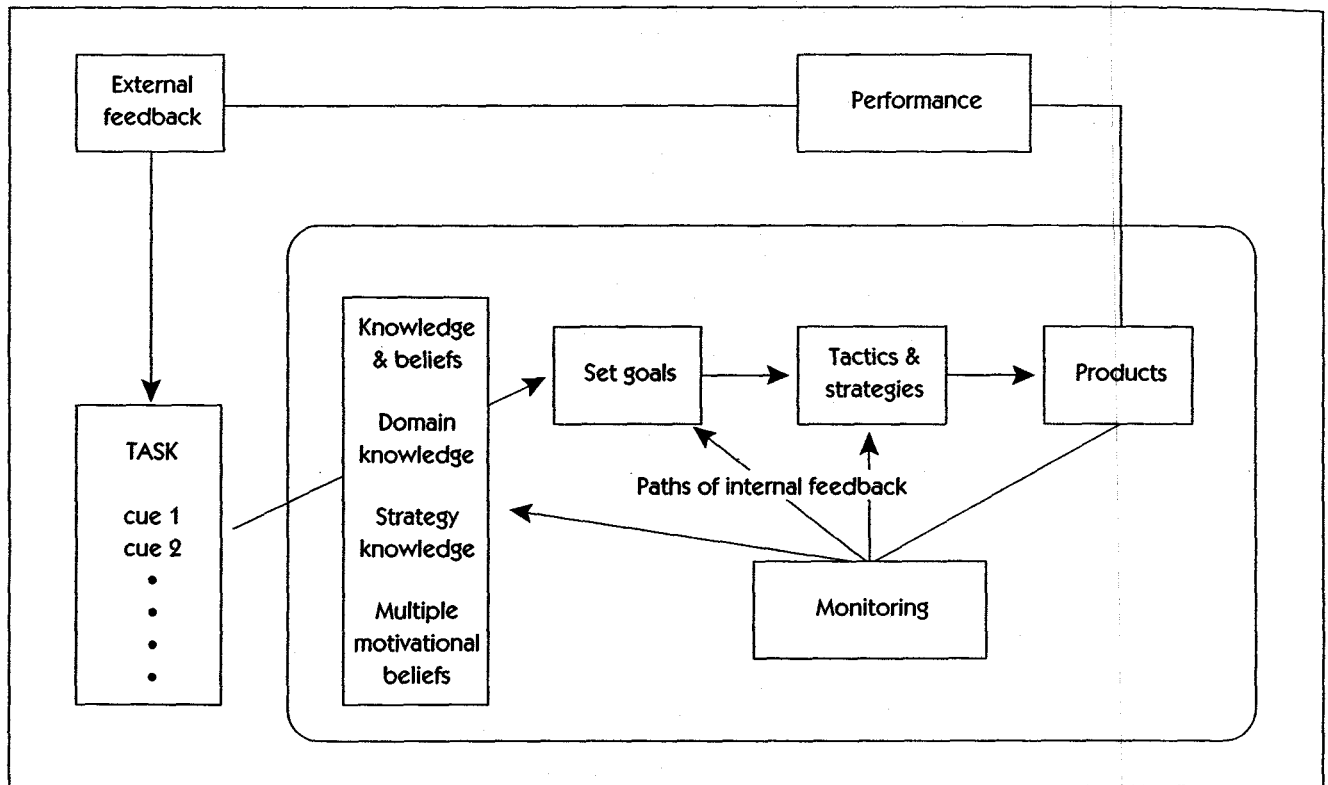 External
feedback
Performance
Knowledge
& beliefs
Domain
knowledge
Strategy
knowledge
Multiple
motivational
beliefs
Set goals
Tactics &
strategies
Products
TASK
cue 1
cue 2
•
•
•
•
Paths of internal feedback
Monitoring